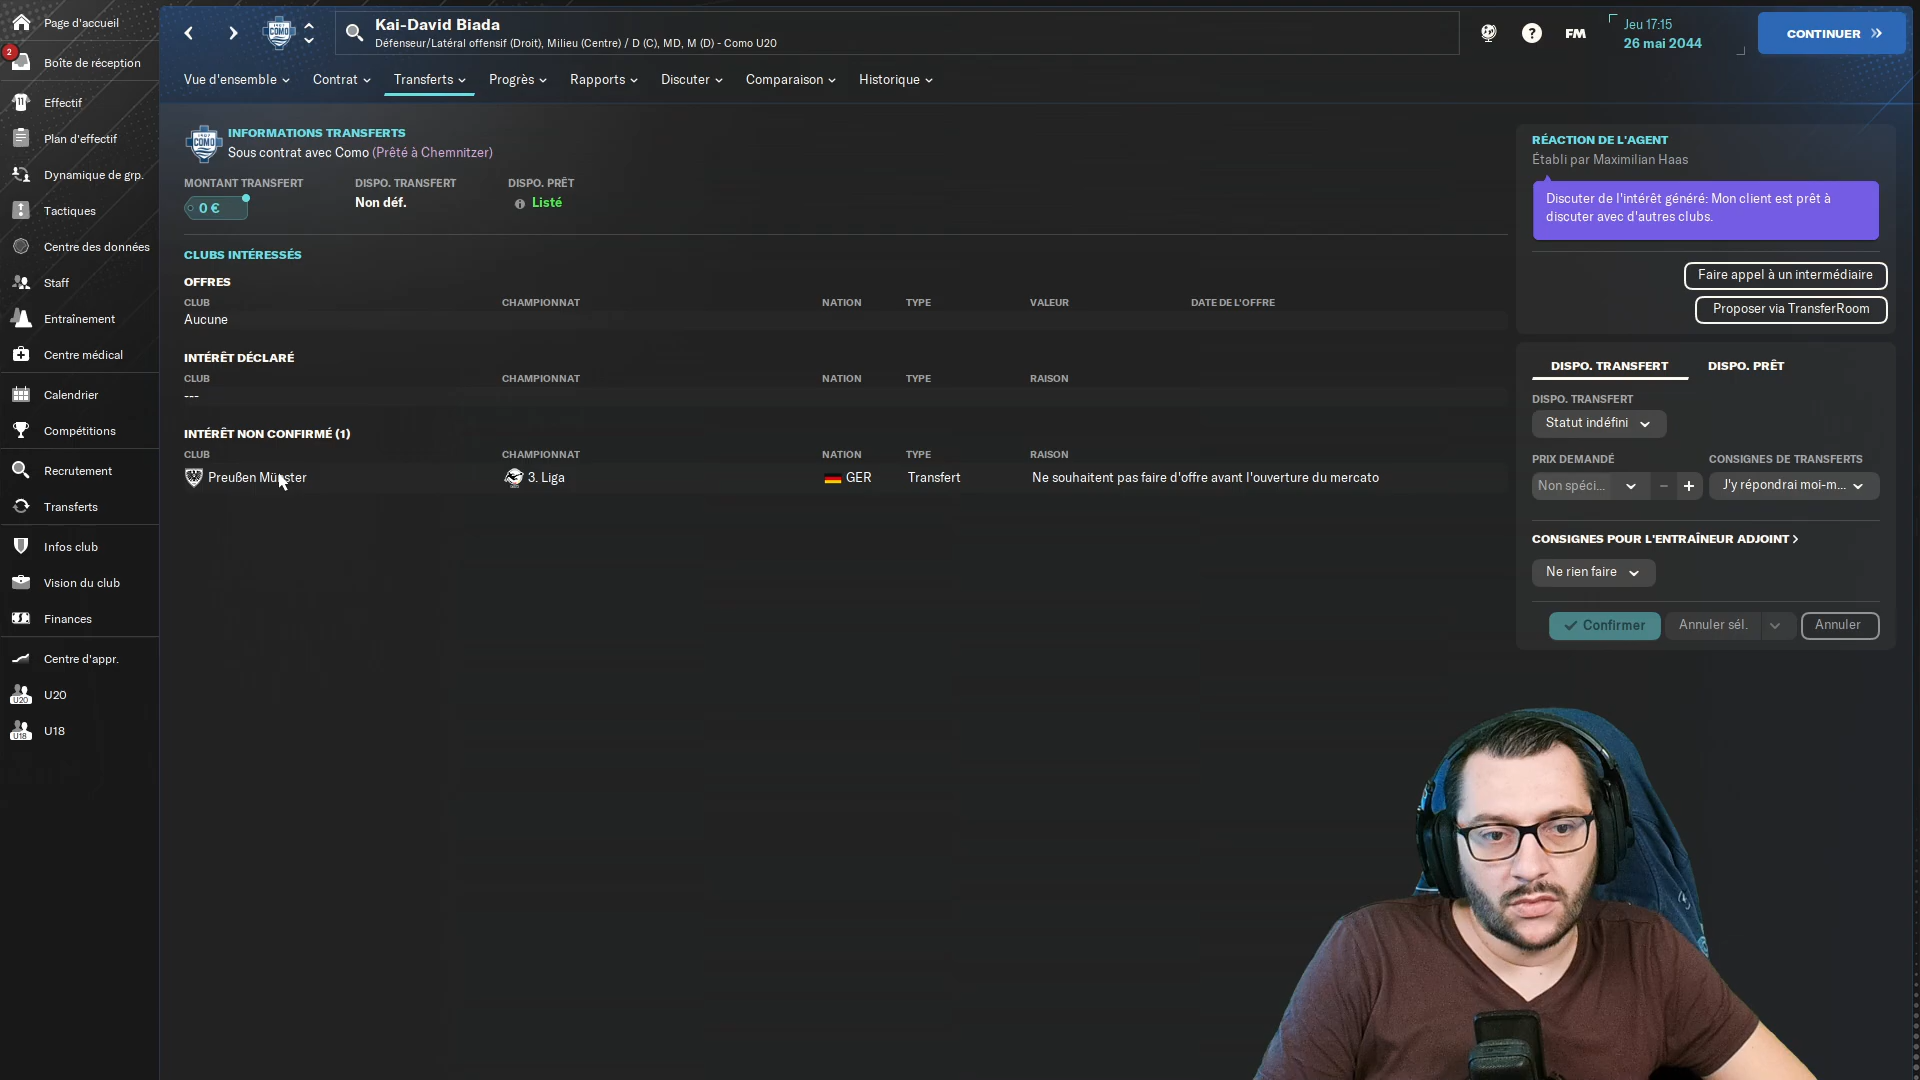 Page d'accueil
2
Boîte de réception
Effectif
Plan d'effectif
Dynamique de grp.
Tactiques
Centre des données
Staff
Entraînement
Centre médical
Calendrier
Compétitions
Recrutement
Transferts
Infos club
Vision du club
Finances
Centre d'appr.
U20
U20
U18
U18
COMO
Kai-David Biada
Défenseur/Latéral offensif (Droit), Milieu (Centre) / D (C), MD, M (D) - Como U20
?
FM
Jeu 17:15
26 mai 2044
CONTINUER
Vue d'ensemble
Contrat
Transferts
Progrès
Rapports
Discuter
Comparaison
Historique
1907
COMO
INFORMATIONS TRANSFERTS
Sous contrat avec Como (Prêté à Chemnitzer)
MONTANT TRANSFERT
DISPO. TRANSFERT
DISPO. PRÊT
0 €
Non déf.
Listé
CLUBS INTÉRESSÉS
OFFRES
CLUB
CHAMPIONNAT
NATION
TYPE
VALEUR
DATE DE L'OFFRE
Aucune
INTÉRÊT DÉCLARÉ
CLUB
CHAMPIONNAT
NATION
TYPE
RAISON
---
INTÉRÊT NON CONFIRMÉ (1)
CLUB
CHAMPIONNAT
NATION
TYPE
RAISON
Preußen Münster
3. Liga
GER
Transfert
Ne souhaitent pas faire d'offre avant l'ouverture du mercato
RÉACTION DE L'AGENT
Établi par Maximilian Haas
Discuter de l'intérêt généré: Mon client est prêt à
discuter avec d'autres clubs.
Faire appel à un intermédiaire
Proposer via TransferRoom
DISPO. TRANSFERT
DISPO. PRÊT
DISPO. TRANSFERT
Statut indéfini
PRIX DEMANDÉ
CONSIGNES DE TRANSFERTS
Non spéci...
J'y répondrai moi-m...
CONSIGNES POUR L'ENTRAÎNEUR ADJOINT >
Ne rien faire
Confirmer
Annuler sél.
Annuler